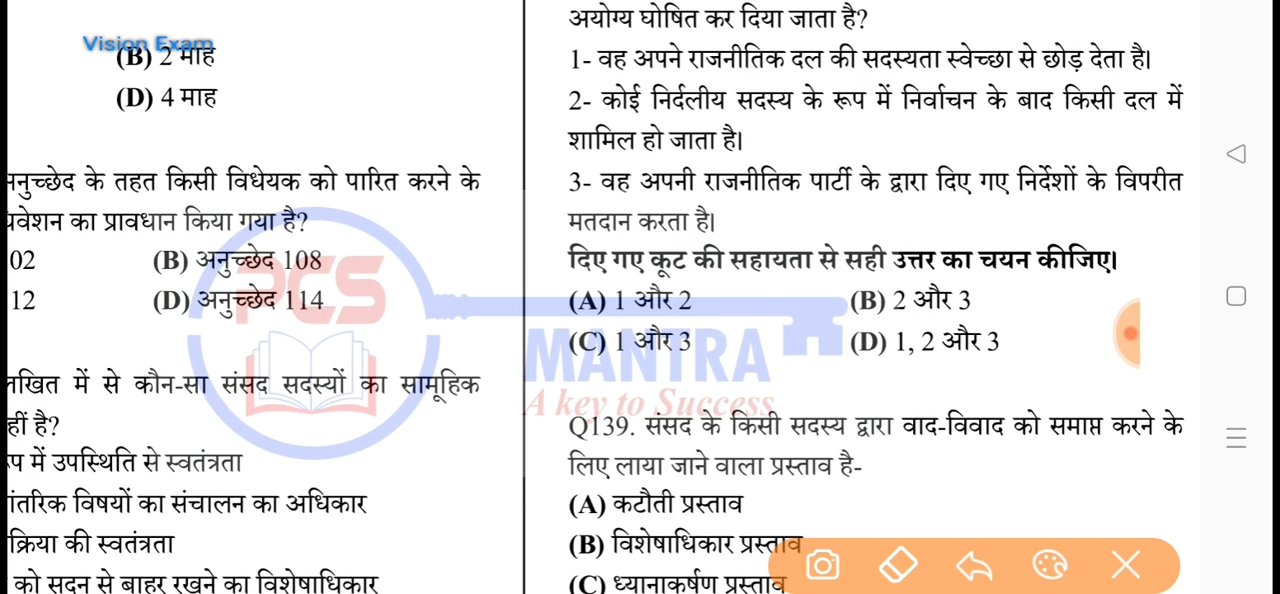 Vision Exam
(B) 2 माह
(D) 4 माह
अनुच्छेद के तहत किसी विधेयक को पारित करने के
का प्रावधान किया गया है?
02 (B) अनुच्छेद 108
12 (D) अनुच्छेद 114
में से कौन-सा संसद सदस्यों का सामूहिक
है?
में उपस्थिति से स्वतंत्रता
विषयों का संचालन का अधिकार
की स्वतंत्रता
को सदन से बाहर रखने का विशेषाधिकार
अयोग्य घोषित कर दिया जाता है?
1- वह अपने राजनीतिक दल की सदस्यता स्वेच्छा से छोड़ देता है।
2- कोई निर्दलीय सदस्य के रूप में निर्वाचन के बाद किसी दल में
शामिल हो जाता है।
3- वह अपनी राजनीतिक पार्टी के द्वारा दिए गए निर्देशों के विपरीत
मतदान करता है।
दिए गए कूट की सहायता से सही उत्तर का चयन कीजिए।
(A) 1 और 2 (B) 2 और 3
(C) 1 और 3 (D) 1, 2 और 3
Q139. संसद के किसी सदस्य द्वारा वाद-विवाद को समाप्त करने के
लिए लाया जाने वाला प्रस्ताव है-
(A) कटौती प्रस्ताव
(B) विशेषाधिकार प्रस्ताव
(C) ध्यानाकर्षण प्रस्ताव
PCS
MANTRA
A key to Success